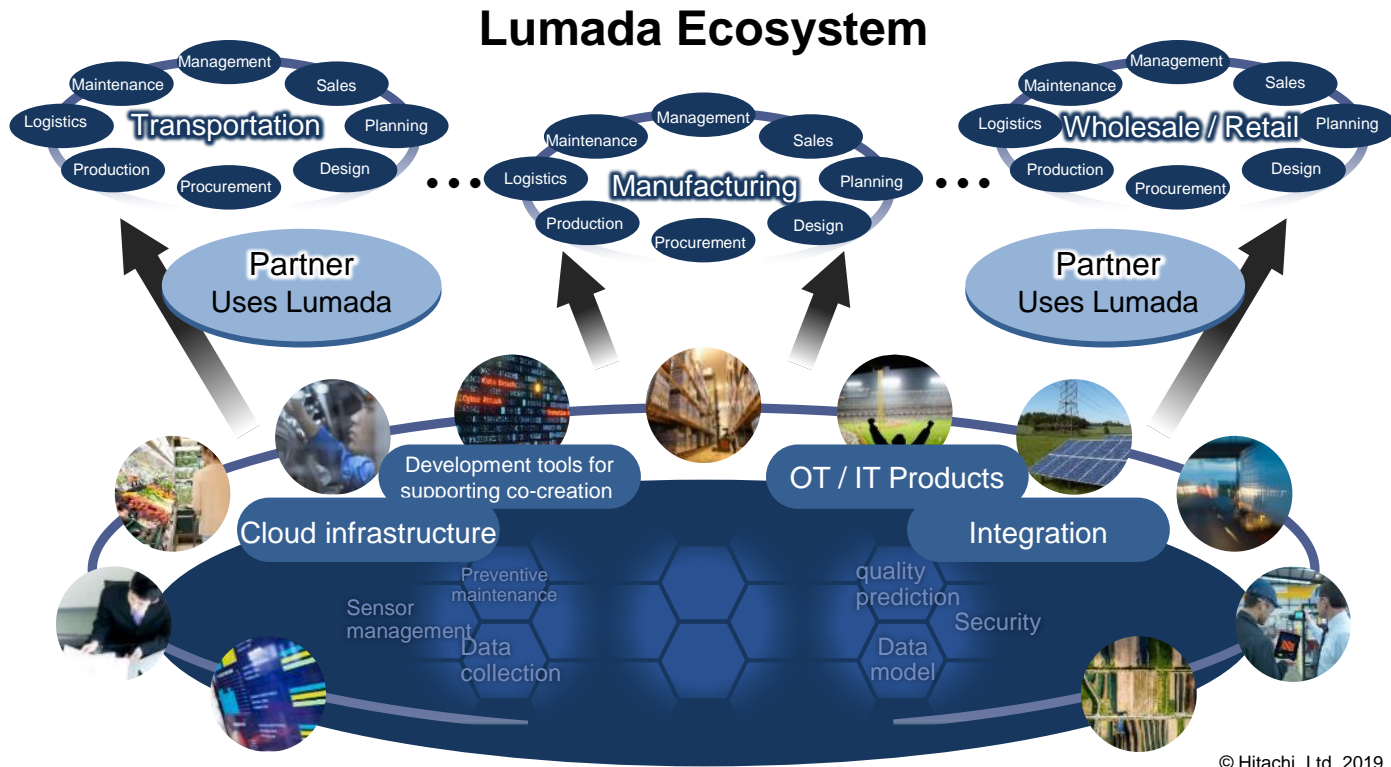 Lumada Ecosystem
Management
Maintenance
Sales
Logistics
Transportation
Planning
Production
Procurement
Design
Management
Maintenance
Sales
Logistics
Manufacturing
Planning
Production
Procurement
Design
Management
Maintenance
Sales
Logistics
Wholesale / Retail
Planning
Production
Procurement
Design
Partner
Uses Lumada
Partner
Uses Lumada
Cyber Attack
Development tools for
supporting co-creation
OT / IT Products
Cloud infrastructure
Integration
Preventive
maintenance
Sensor
management
Data
collection
quality
prediction
Security
Data
model
© Hitachi, Ltd. 2019